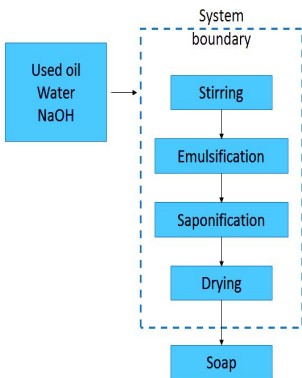 System
boundary
Used oil
Water
NaOH
Stirring
Emulsification
Saponification
Drying
Soap